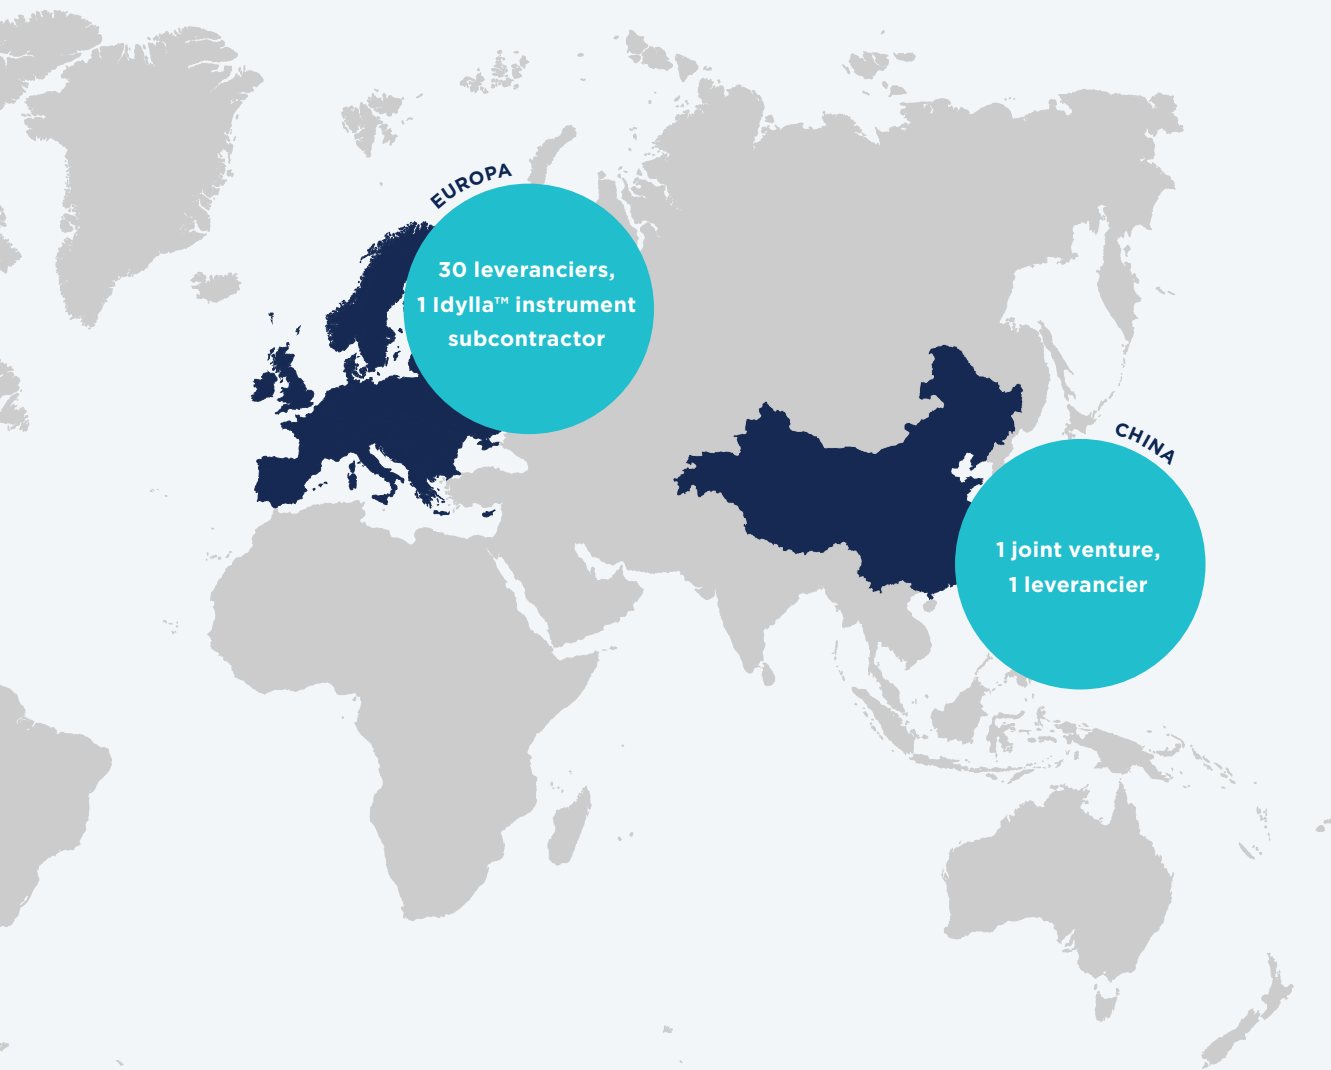 EUROPA
30 leveranciers,
1 Idylla™ instrument
subcontractor
CHINA
1 joint venture,
1 leverancier